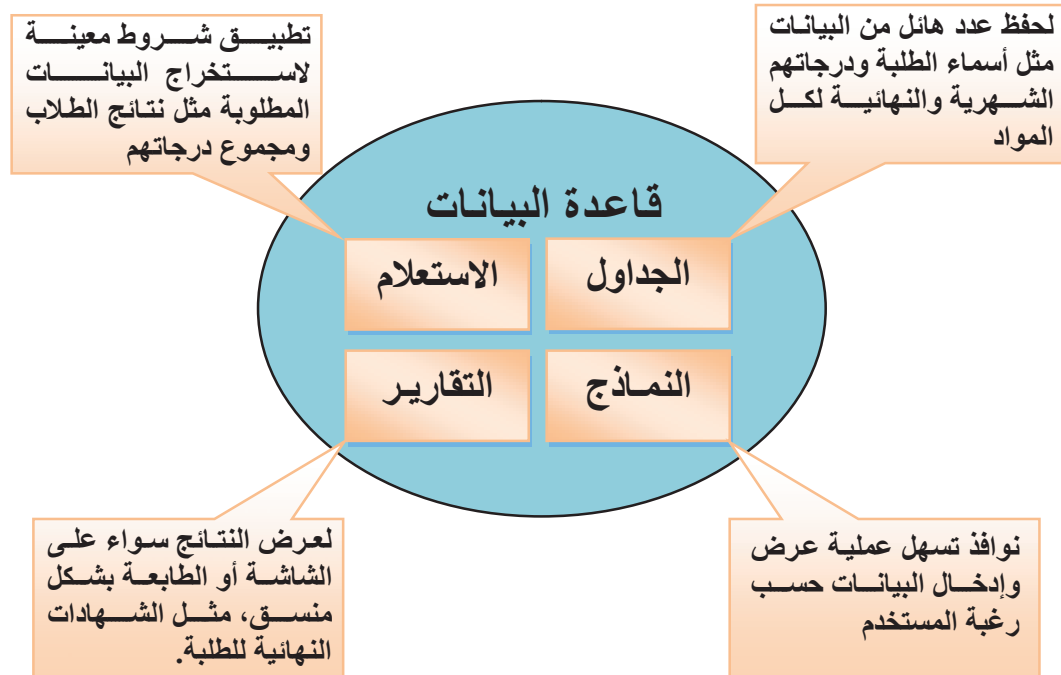 لحفظ عدد هائل من البيانات
مثل أسماء الطلبة ودرجاتهم
الشهرية والنهائية لكل
المواد
تطبيق شروط معينة
لاستخراج البيانات
المطلوبة مثل نتائج الطلاب
ومجموع درجاتهم
قاعدة البيانات
الجداول
الاستعلام
النماذج
التقارير
نوافذ تسهل عملية عرض
وإدخال البيانات حسب
رغبة المستخدم
لعرض النتائج سواء على
الشاشة أو الطابعة بشكل
منسق، مثل الشهادات
النهائية للطلبة.